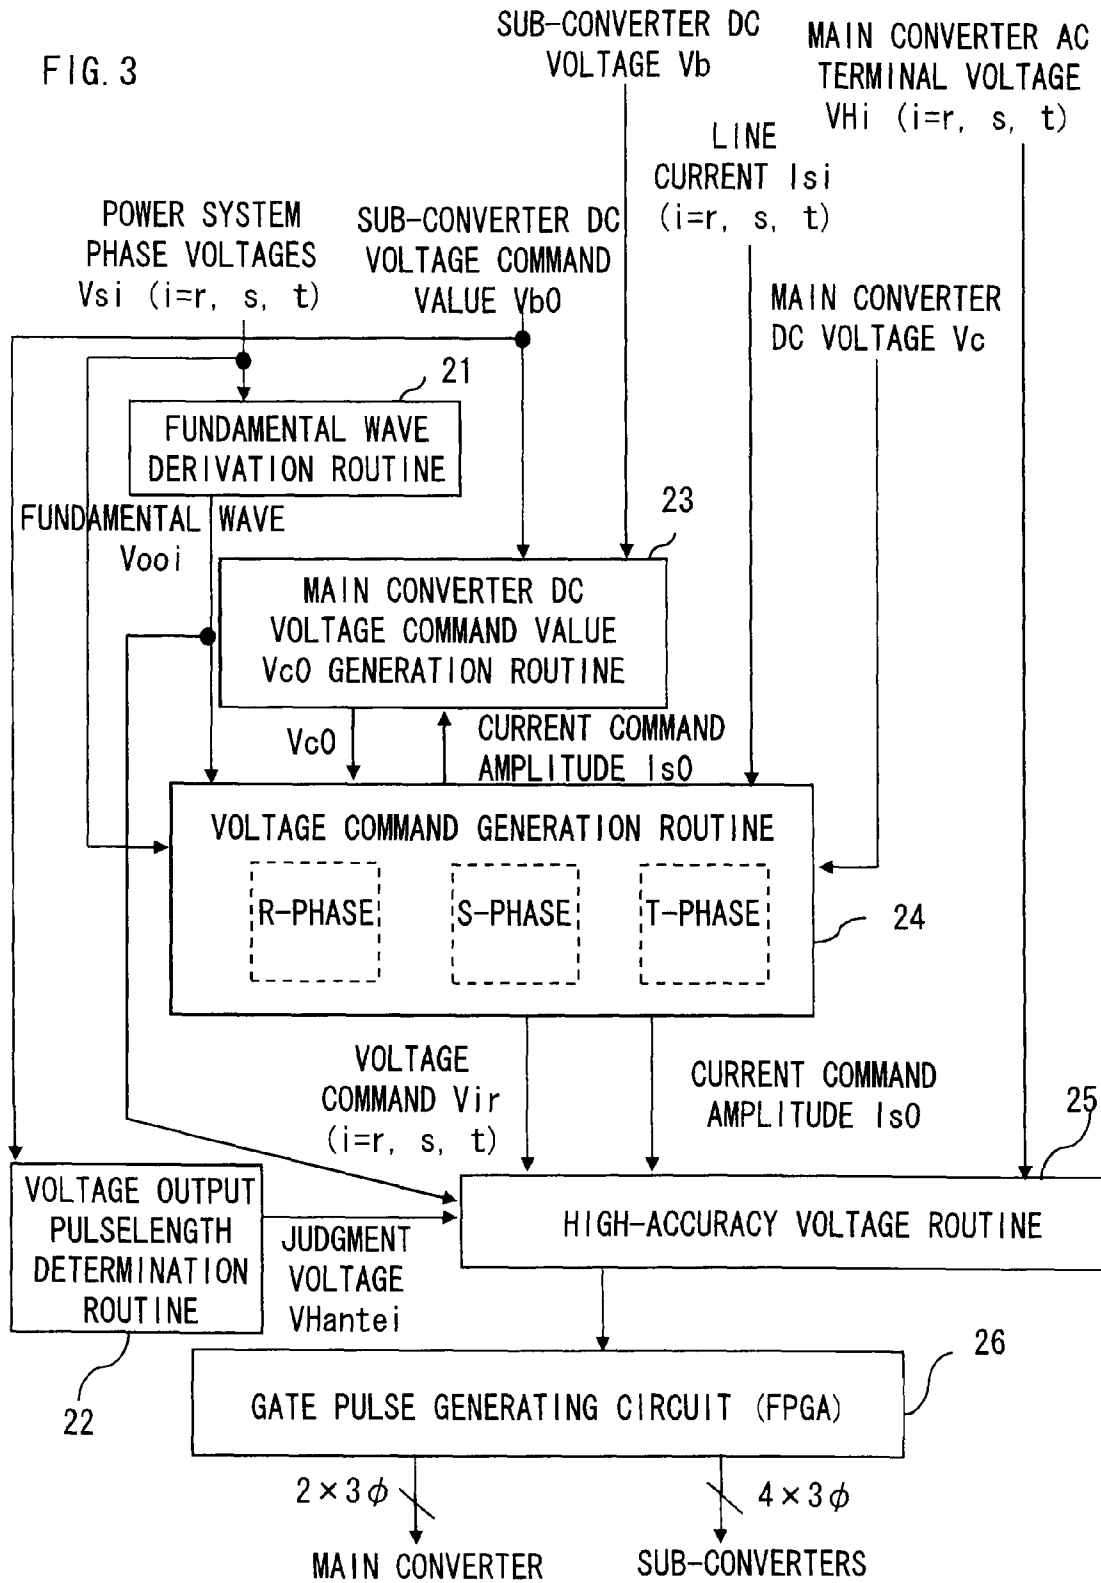 FIG. 3
SUB-CONVERTER DC
VOLTAGE Vb
MAIN CONVERTER AC
TERMINAL VOLTAGE
VHi (i=r, s, t)
LINE
CURRENT Isi
(i=r, s, t)
POWER SYSTEM
PHASE VOLTAGES
Vsi (i=r, s, t)
SUB-CONVERTER DC
VOLTAGE COMMAND
VALUE Vb0
MAIN CONVERTER
DC VOLTAGE Vc
21
FUNDAMENTAL WAVE
DERIVATION ROUTINE
FUNDAMENTAL WAVE
Vooi
23
MAIN CONVERTER DC
VOLTAGE COMMAND VALUE
Vc0 GENERATION ROUTINE
Vc0
CURRENT COMMAND
AMPLITUDE Is0
VOLTAGE COMMAND GENERATION ROUTINE
R-PHASE
S-PHASE
T-PHASE
24
VOLTAGE
COMMAND Vir
(i=r, s, t)
CURRENT COMMAND
AMPLITUDE Is0
25
VOLTAGE OUTPUT
PULSELENGTH
DETERMINATION
ROUTINE
22
JUDGMENT
VOLTAGE
VHantei
HIGH-ACCURACY VOLTAGE ROUTINE
26
GATE PULSE GENERATING CIRCUIT (FPGA)
2×3φ
4×3φ
MAIN CONVERTER
SUB-CONVERTERS